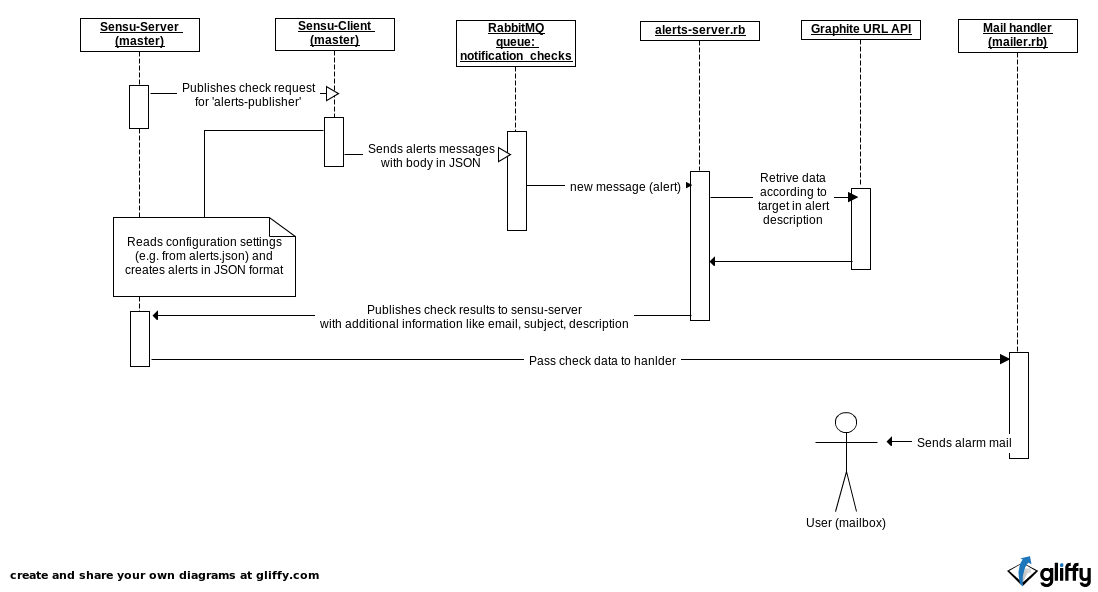 Sensu-Server
(master)
Sensu-Client
(master)
RabbitMQ
queue:
notification_checks
alerts-server.rb
Graphite URL API
Mail handler
(mailer.rb)
Publishes check request
for 'alerts-publisher'
Sends alerts messages
with body in JSON
new message (alert)
Retrive data
according to
target in alert
description
Reads configuration settings
(e.g. from alerts.json) and
creates alerts in JSON format
Publishes check results to sensu-server
with additional information like email, subject, description
Pass check data to hanlder
Sends alarm mail
User (mailbox)
create and share your own diagrams at gliffy.com
gliffy